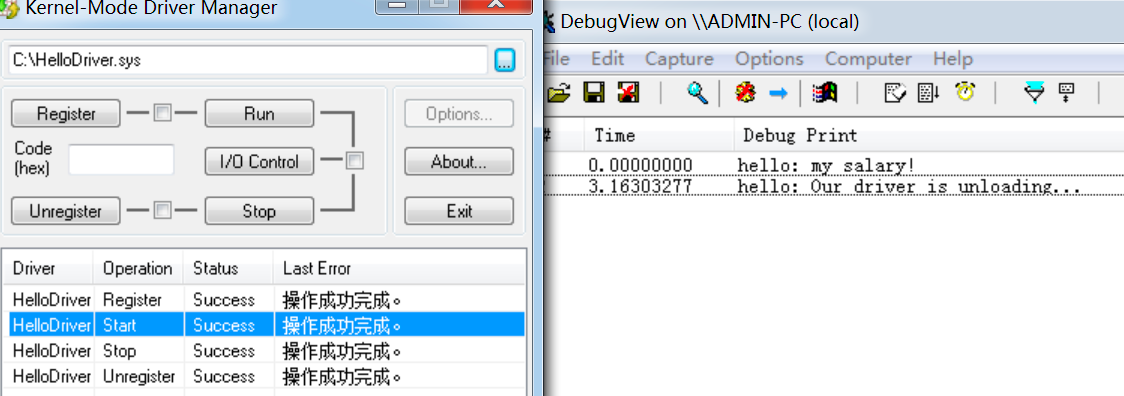 Kernel-Mode Driver Manager
C:\HelloDriver.sys
...
Register
Run
Options...
Code
(hex)
I/O Control
About...
Unregister
Stop
Exit
Driver Operation Status Last Error
HelloDriver Register Success 操作成功完成。
HelloDriver Start Success 操作成功完成。
HelloDriver Stop Success 操作成功完成。
HelloDriver Unregister Success 操作成功完成。
DebugView on \\ADMIN-PC (local)
File Edit Capture Options Computer Help
# Time Debug Print
0.00000000 hello: my salary!
3.16303277 hello: Our driver is unloading...